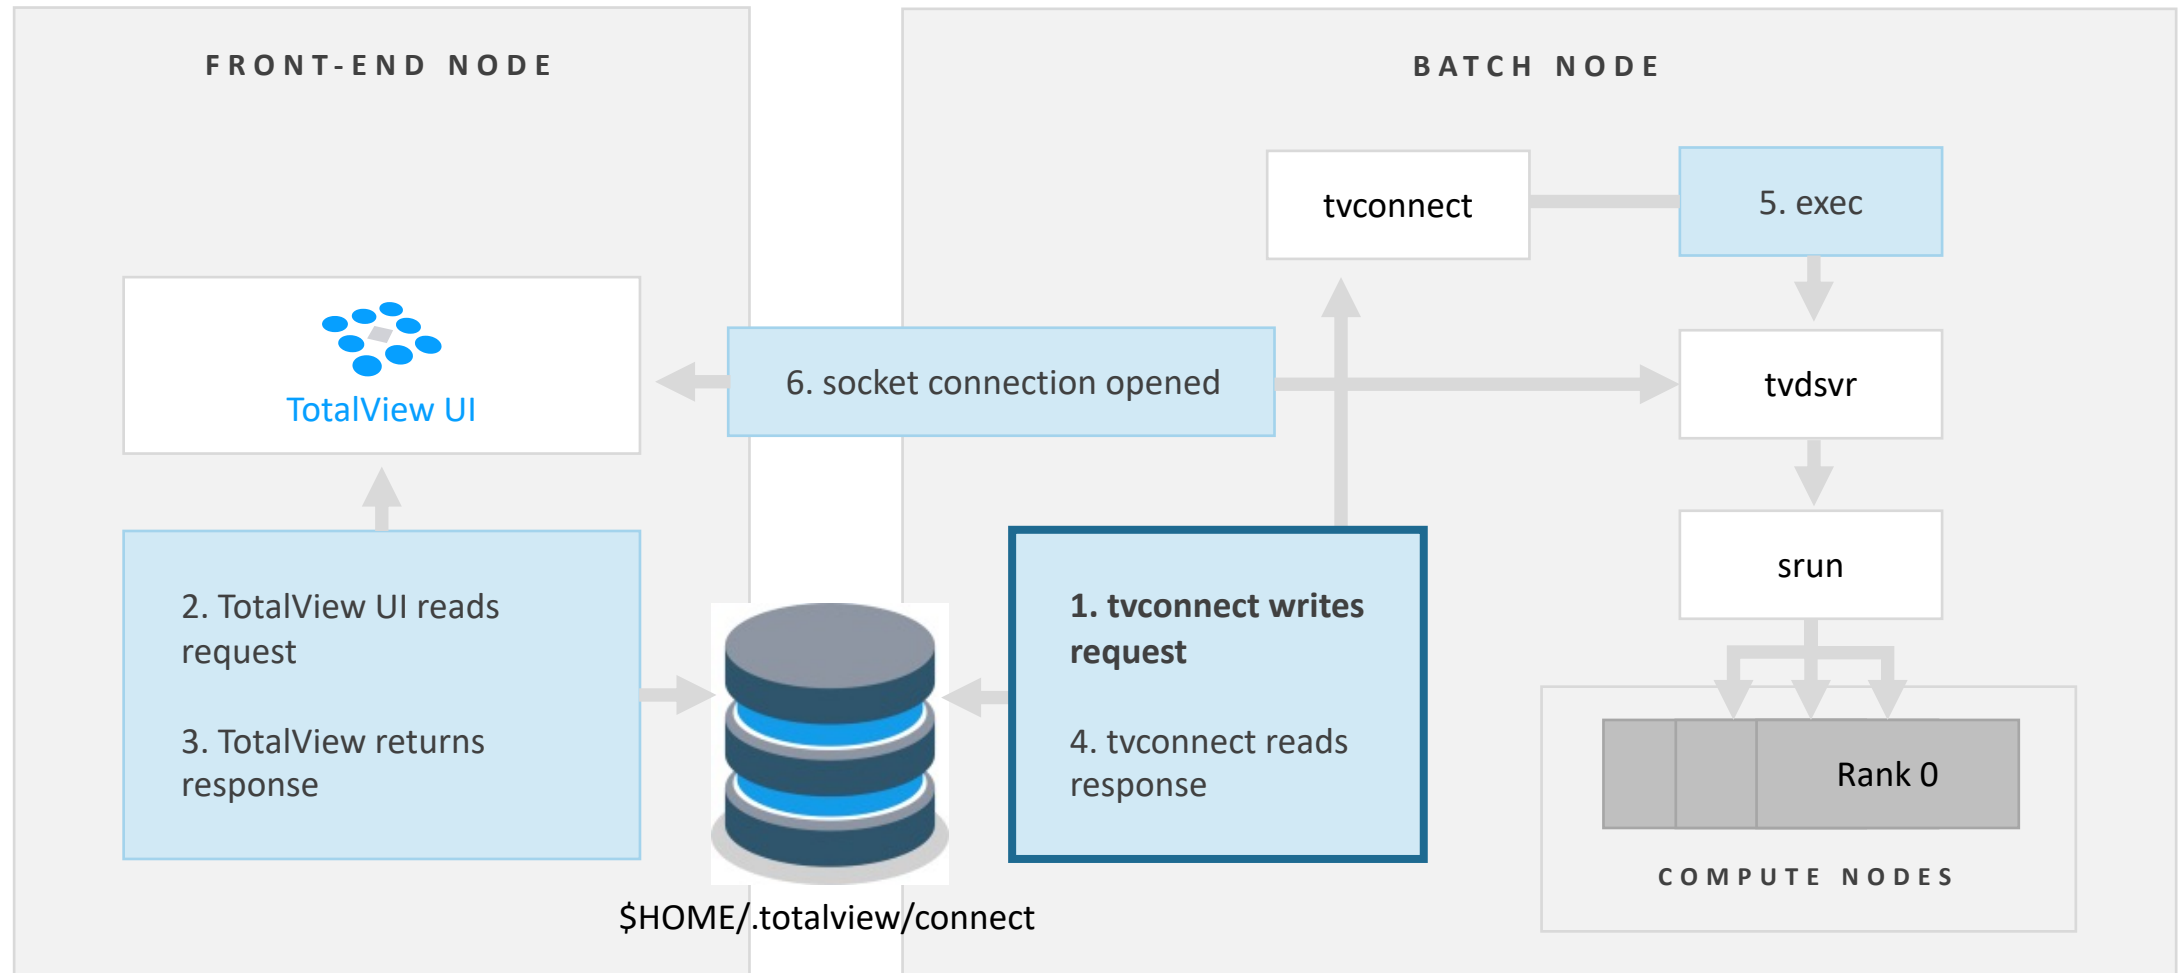 FRONT-END NODE
BATCH NODE
tvconnect
5. exec
TotalView UI
6. socket connection opened
tvdsvr
srun
2. TotalView UI reads
request
3. TotalView returns
response
1. tvconnect writes
request
4. tvconnect reads
response
Rank 0
COMPUTE NODES
$HOME/.totalview/connect